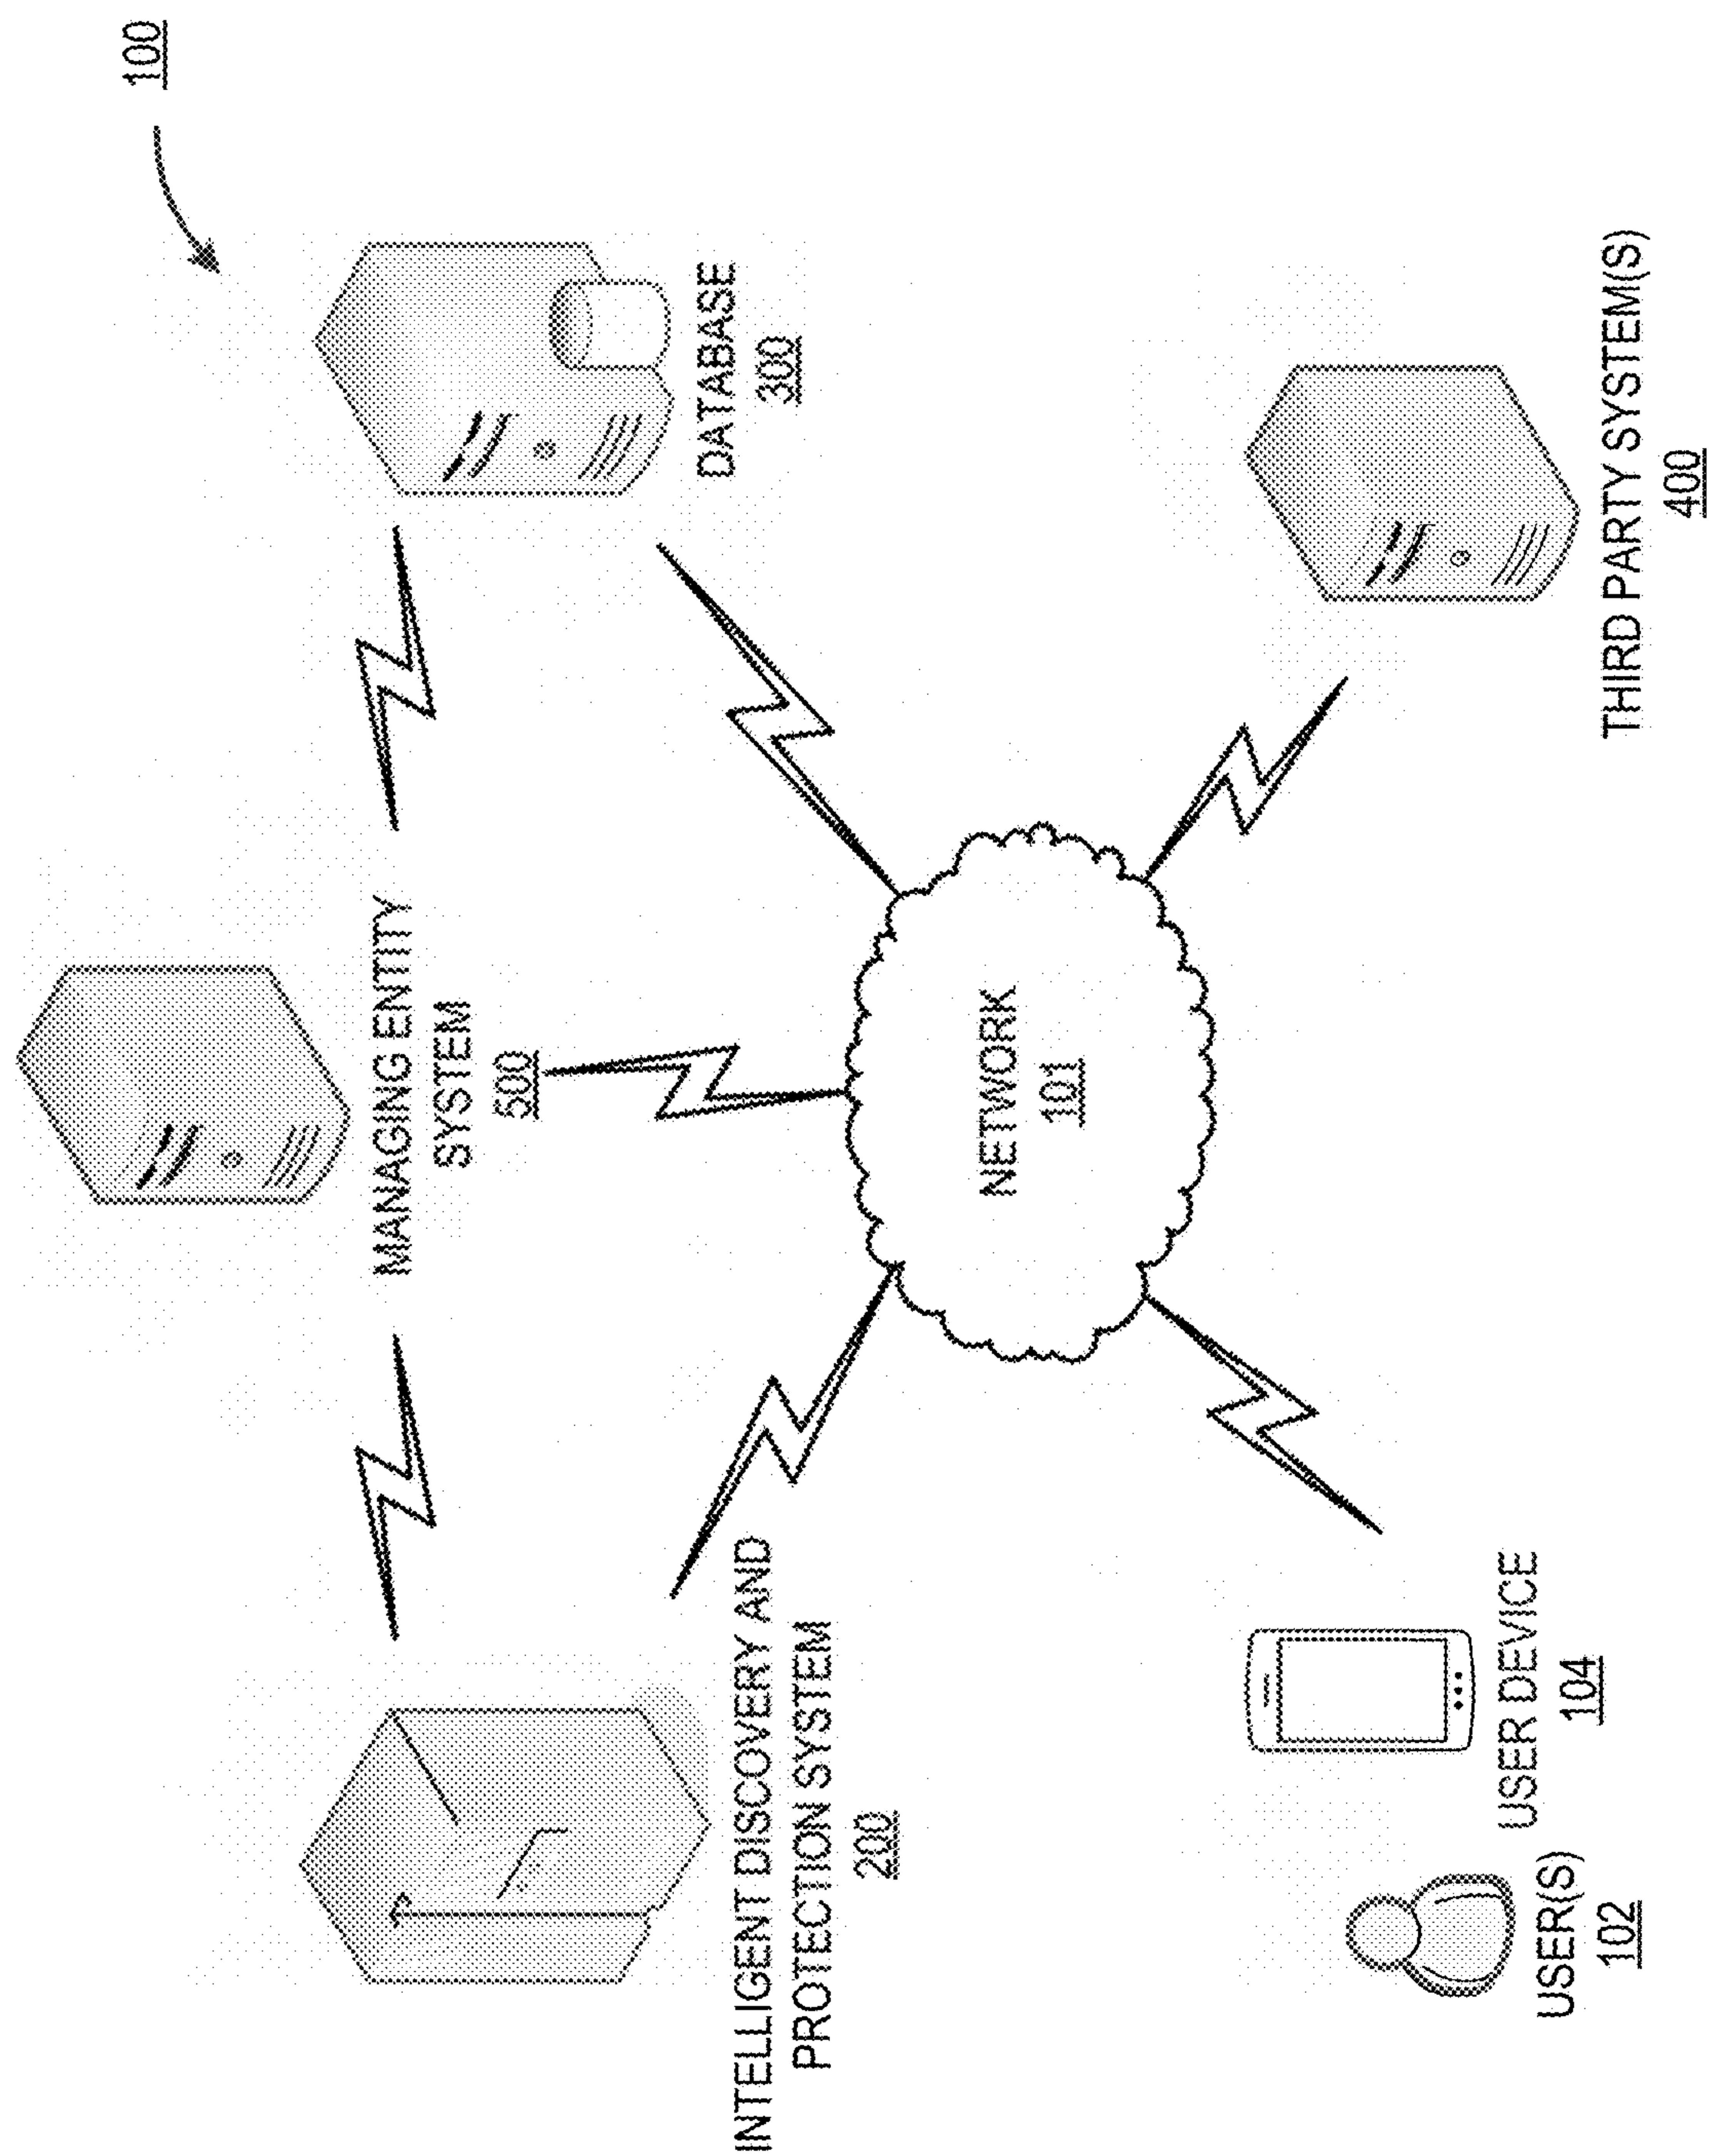 100
MANAGING ENTITY
SYSTEM
500
INTELLIGENT DISCOVERY AND
PROTECTION SYSTEM
200
DATABASE
300
NETWORK
101
USER(S)
102
USER DEVICE
104
THIRD PARTY SYSTEM(S)
400